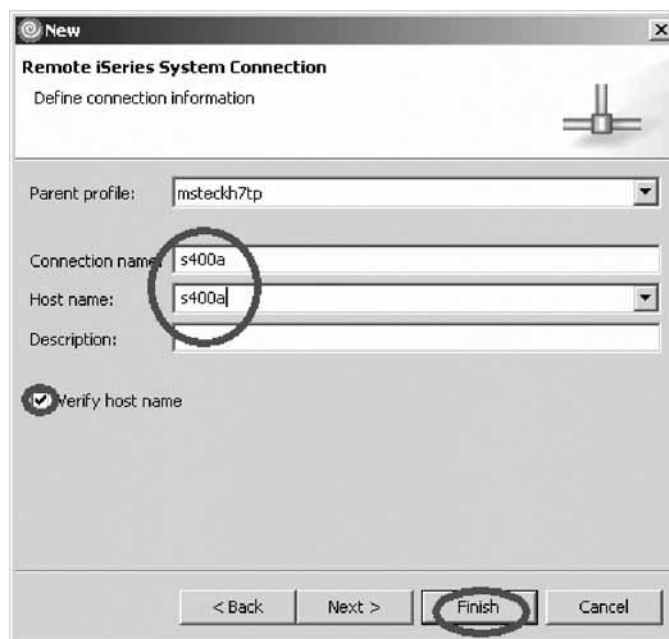 New
Remote iSeries System Connection
Define connection information
Parent profile: msteckh7tp
Connection name: s400a
Host name: s400a
Description:
Verify host name
< Back Next > Finish Cancel